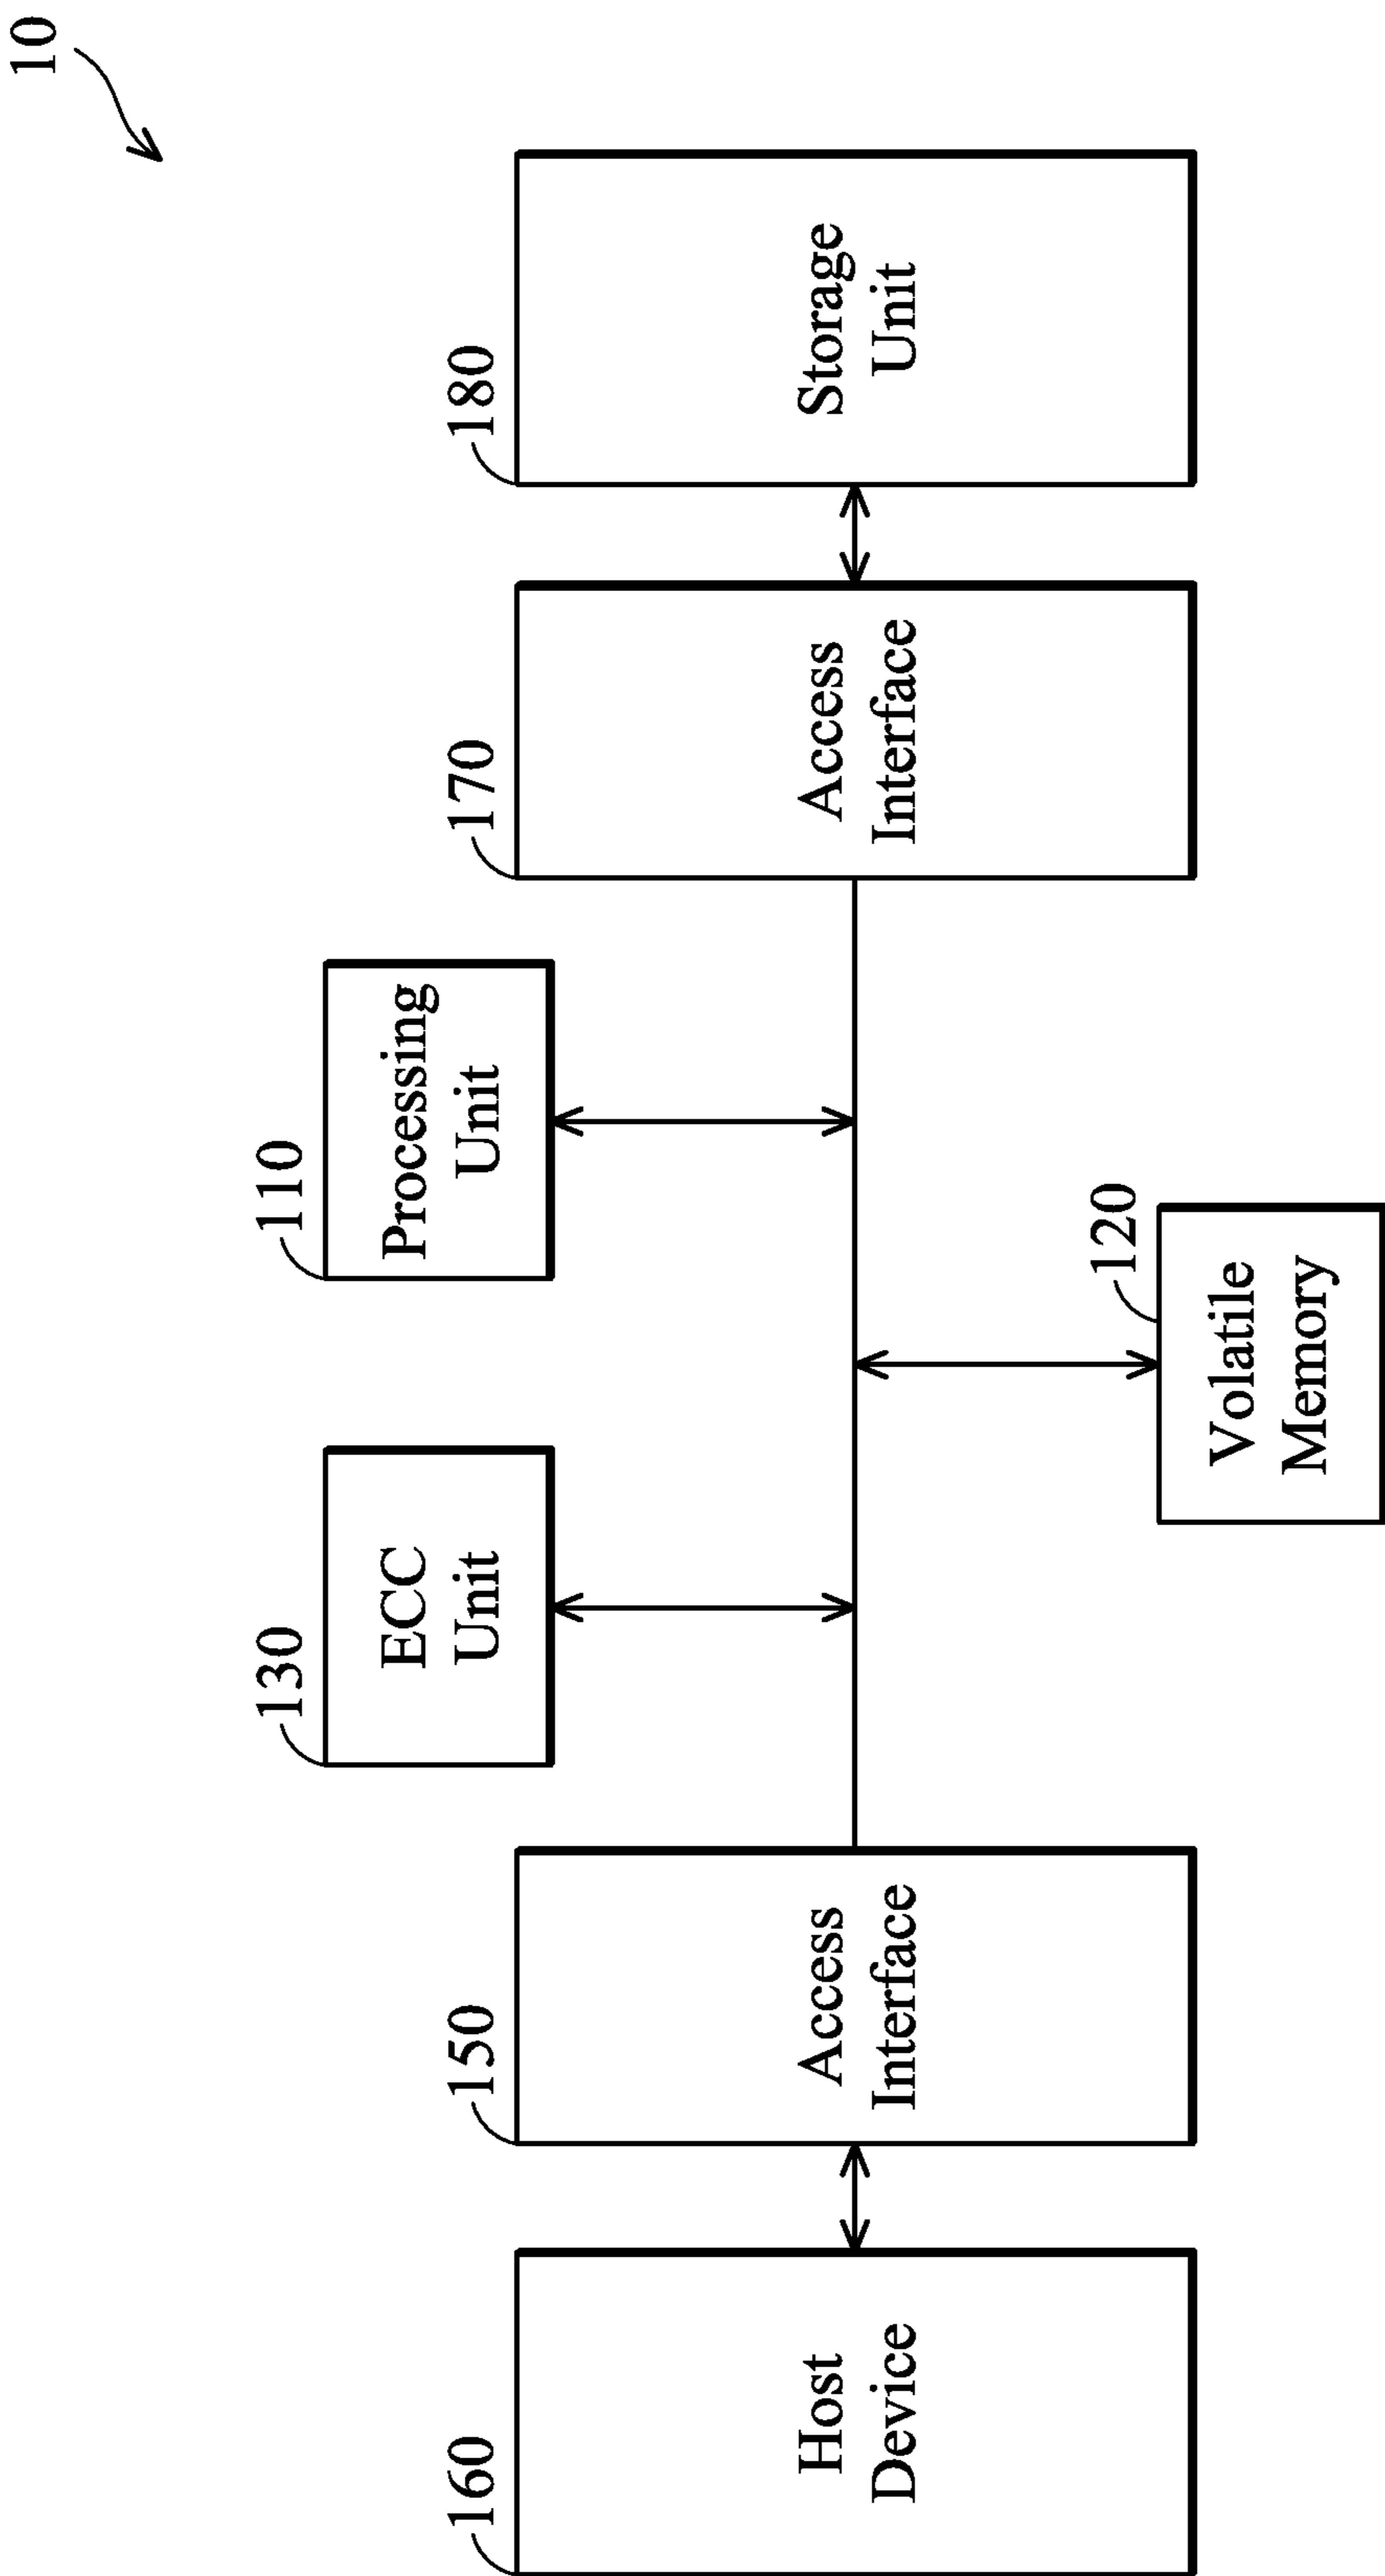 10
110
Processing
Unit
130
ECC
Unit
160
Host
Device
150
Access
Interface
170
Access
Interface
180
Storage
Unit
120
Volatile
Memory